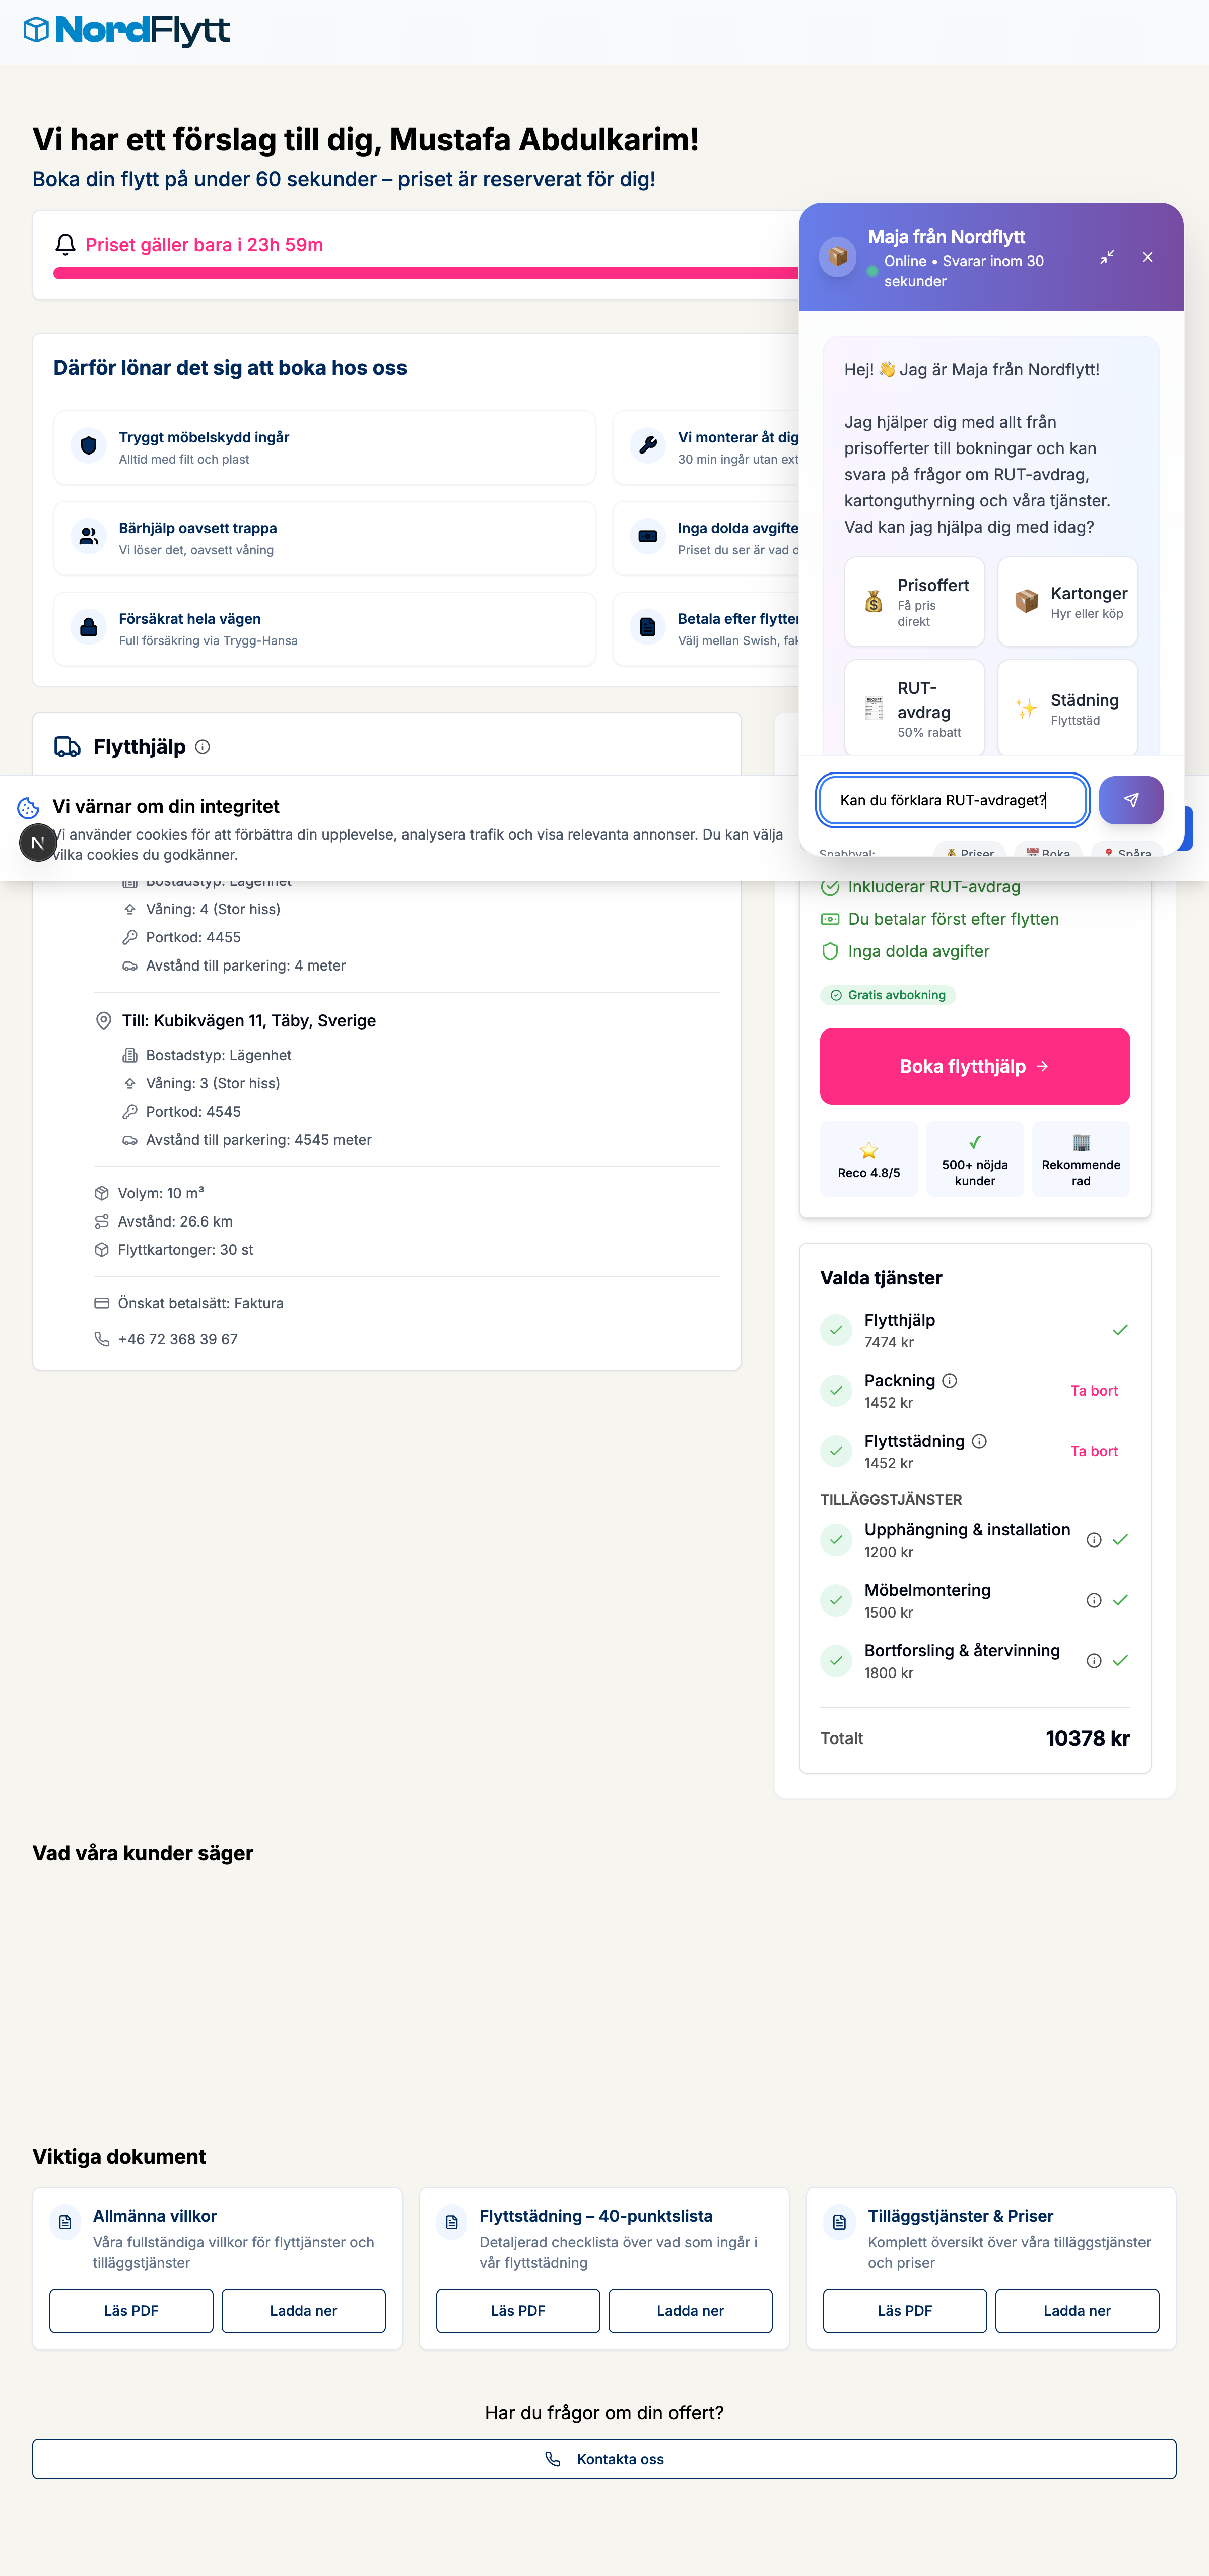 NordFlytt
Vi har ett förslag till dig, Mustafa Abdulkarim!
Boka din flytt på under 60 sekunder – priset är reserverat för dig!
Priset gäller bara i 23h 59m
Därför lönar det sig att boka hos oss
Tryggt möbelskydd ingår
Alltid med filt och plast
Vi monterar åt dig
30 min ingår utan
Bärhjälp oavsett trappa
Vi löser det, oavsett våning
Inga dolda
Priset du ser är vad
Försäkrat hela vägen
Full försäkring via Trygg-Hansa
Betala efter
Välj mellan Swish,
Maja från Nordflytt
Online • Svarar inom 30
sekunder
Hej! 👋 Jag är Maja från Nordflytt!
Jag hjälper dig med allt från
prisofferter till bokningar och kan
svara på frågor om RUT-avdrag,
kartonguthyrning och våra tjänster.
Vad kan jag hjälpa dig med idag?
Prisoffert
Få pris
direkt
Kartonger
Hyr eller köp
RUT-
avdrag
50% rabatt
Städning
Flyttstäd
Kan du förklara RUT-avdraget?
Snabbval:
Priser
Boka
Spåra
Flytthjälp
Vi värnar om din integritet
Vi använder cookies för att förbättra din upplevelse, analysera trafik och visa relevanta annonser. Du kan välja
vilka cookies du godkänner.
N
Bostadstyp: Lägenhet
Våning: 4 (Stor hiss)
Portkod: 4455
Avstånd till parkering: 4 meter
Till: Kubikvägen 11, Täby, Sverige
Bostadstyp: Lägenhet
Våning: 3 (Stor hiss)
Portkod: 4545
Avstånd till parkering: 4545 meter
Volym: 10 m³
Avstånd: 26.6 km
Flyttkartonger: 30 st
Önskat betalsätt: Faktura
+46 72 368 39 67
Inkluderar RUT-avdrag
Du betalar först efter flytten
Inga dolda avgifter
Gratis avbokning
Boka flytthjälp
Reco 4.8/5
500+ nöjda
kunder
Rekommende
rad
Valda tjänster
Flytthjälp
7474 kr
Packning
1452 kr
Ta bort
Flyttstädning
1452 kr
Ta bort
TILLÄGGSTJÄNSTER
Upphängning & installation
1200 kr
Möbelmontering
1500 kr
Bortforsling & återvinning
1800 kr
Totalt 10378 kr
Vad våra kunder säger
Viktiga dokument
Allmänna villkor
Våra fullständiga villkor för flyttjänster och
tilläggstjänster
Läs PDF
Ladda ner
Flyttstädning – 40-punktslista
Detaljerad checklista över vad som ingår i
vår flyttstädning
Läs PDF
Ladda ner
Tilläggstjänster & Priser
Komplett översikt över våra tilläggstjänster
och priser
Läs PDF
Ladda ner
Har du frågor om din offert?
Kontakta oss